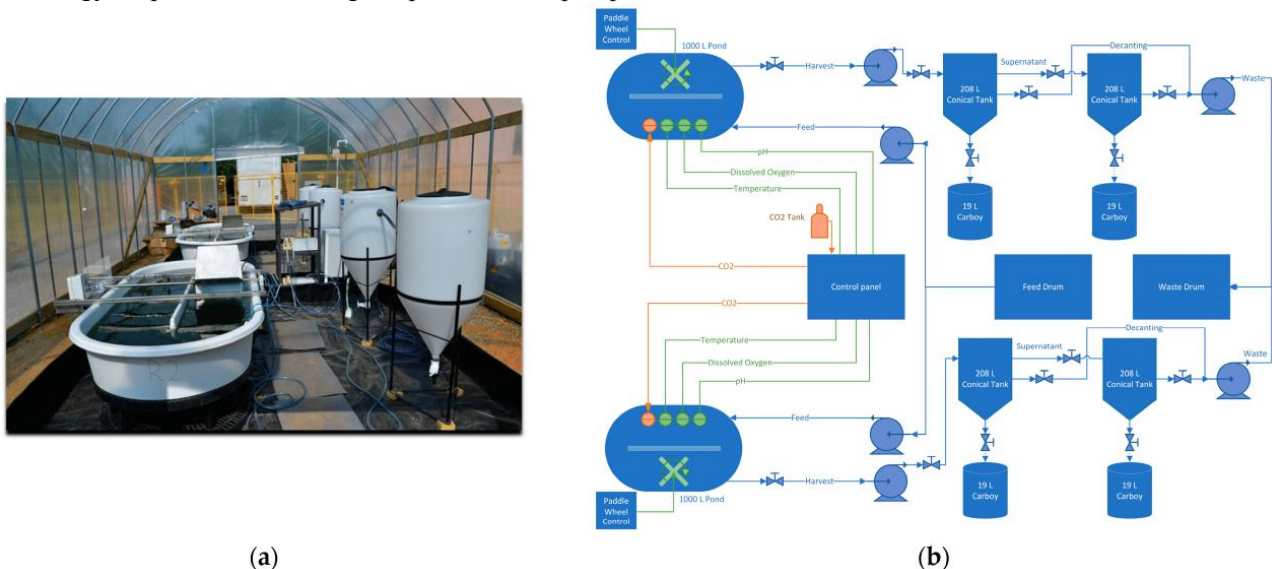 Paddle
Wheel
Control
1000 L Pond
Harvest
Supernatant
Decanting
Waste
208 L
Conical Tank
208 L
Conical Tank
Feed
pH
Dissolved Oxygen
Temperature
19 L
Carboy
19 L
Carboy
CO2 Tank
CO2
Control panel
Feed Drum
Waste Drum
CO2
Temperature
Dissolved Oxygen
pH
Decanting
Supernatant
Waste
208 L
Conical Tank
208 L
Conical Tank
Feed
Harvest
1000 L Pond
Paddle
Wheel
Control
19 L
Carboy
19 L
Carboy
R2
(a)
(b)